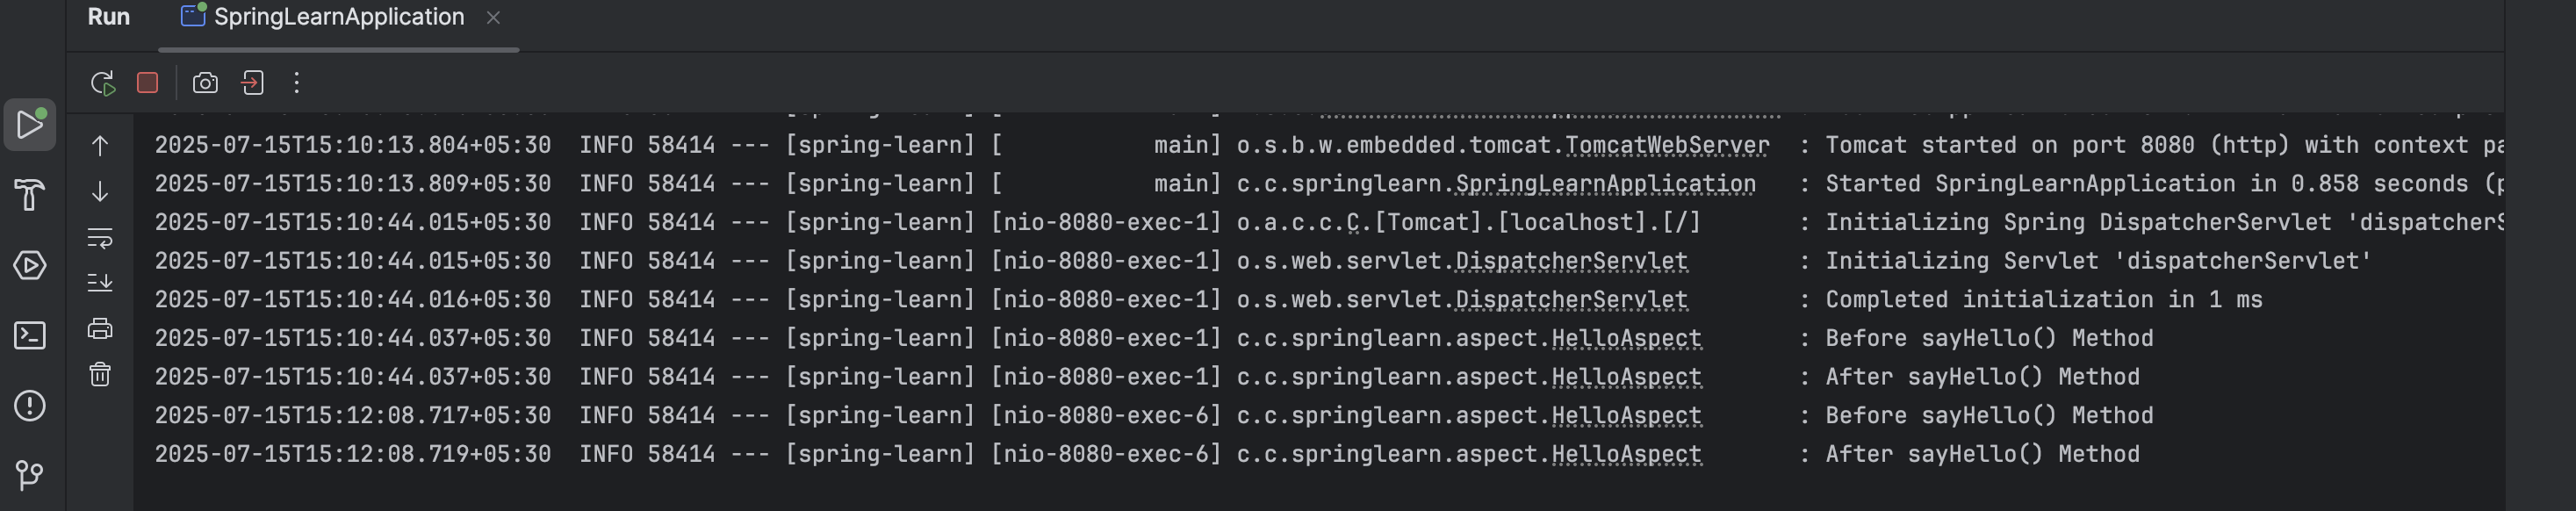 Run SpringLearnApplication
2025-07-15T15:10:13.804+05:30 INFO 58414 --- [spring-learn] [           main] o.s.b.w.embedded.tomcat.TomcatWebServer : Tomcat started on port 8080 (http) with context pa
2025-07-15T15:10:13.809+05:30 INFO 58414 --- [spring-learn] [           main] c.c.springlearn.SpringLearnApplication : Started SpringLearnApplication in 0.858 seconds (p
2025-07-15T15:10:44.015+05:30 INFO 58414 --- [spring-learn] [nio-8080-exec-1] o.a.c.c.C.[Tomcat].[localhost].[/] : Initializing Spring DispatcherServlet 'dispatcherS
2025-07-15T15:10:44.015+05:30 INFO 58414 --- [spring-learn] [nio-8080-exec-1] o.s.web.servlet.DispatcherServlet : Initializing Servlet 'dispatcherServlet'
2025-07-15T15:10:44.016+05:30 INFO 58414 --- [spring-learn] [nio-8080-exec-1] o.s.web.servlet.DispatcherServlet : Completed initialization in 1 ms
2025-07-15T15:10:44.037+05:30 INFO 58414 --- [spring-learn] [nio-8080-exec-1] c.c.springlearn.aspect.HelloAspect : Before sayHello() Method
2025-07-15T15:10:44.037+05:30 INFO 58414 --- [spring-learn] [nio-8080-exec-1] c.c.springlearn.aspect.HelloAspect : After sayHello() Method
2025-07-15T15:12:08.717+05:30 INFO 58414 --- [spring-learn] [nio-8080-exec-6] c.c.springlearn.aspect.HelloAspect : Before sayHello() Method
2025-07-15T15:12:08.719+05:30 INFO 58414 --- [spring-learn] [nio-8080-exec-6] c.c.springlearn.aspect.HelloAspect : After sayHello() Method